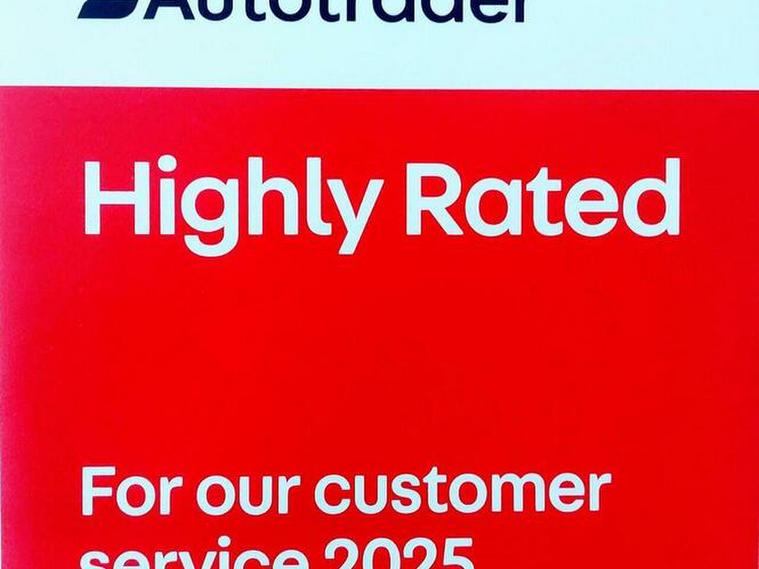 Autotrader
Highly Rated
For our customer
service 2025